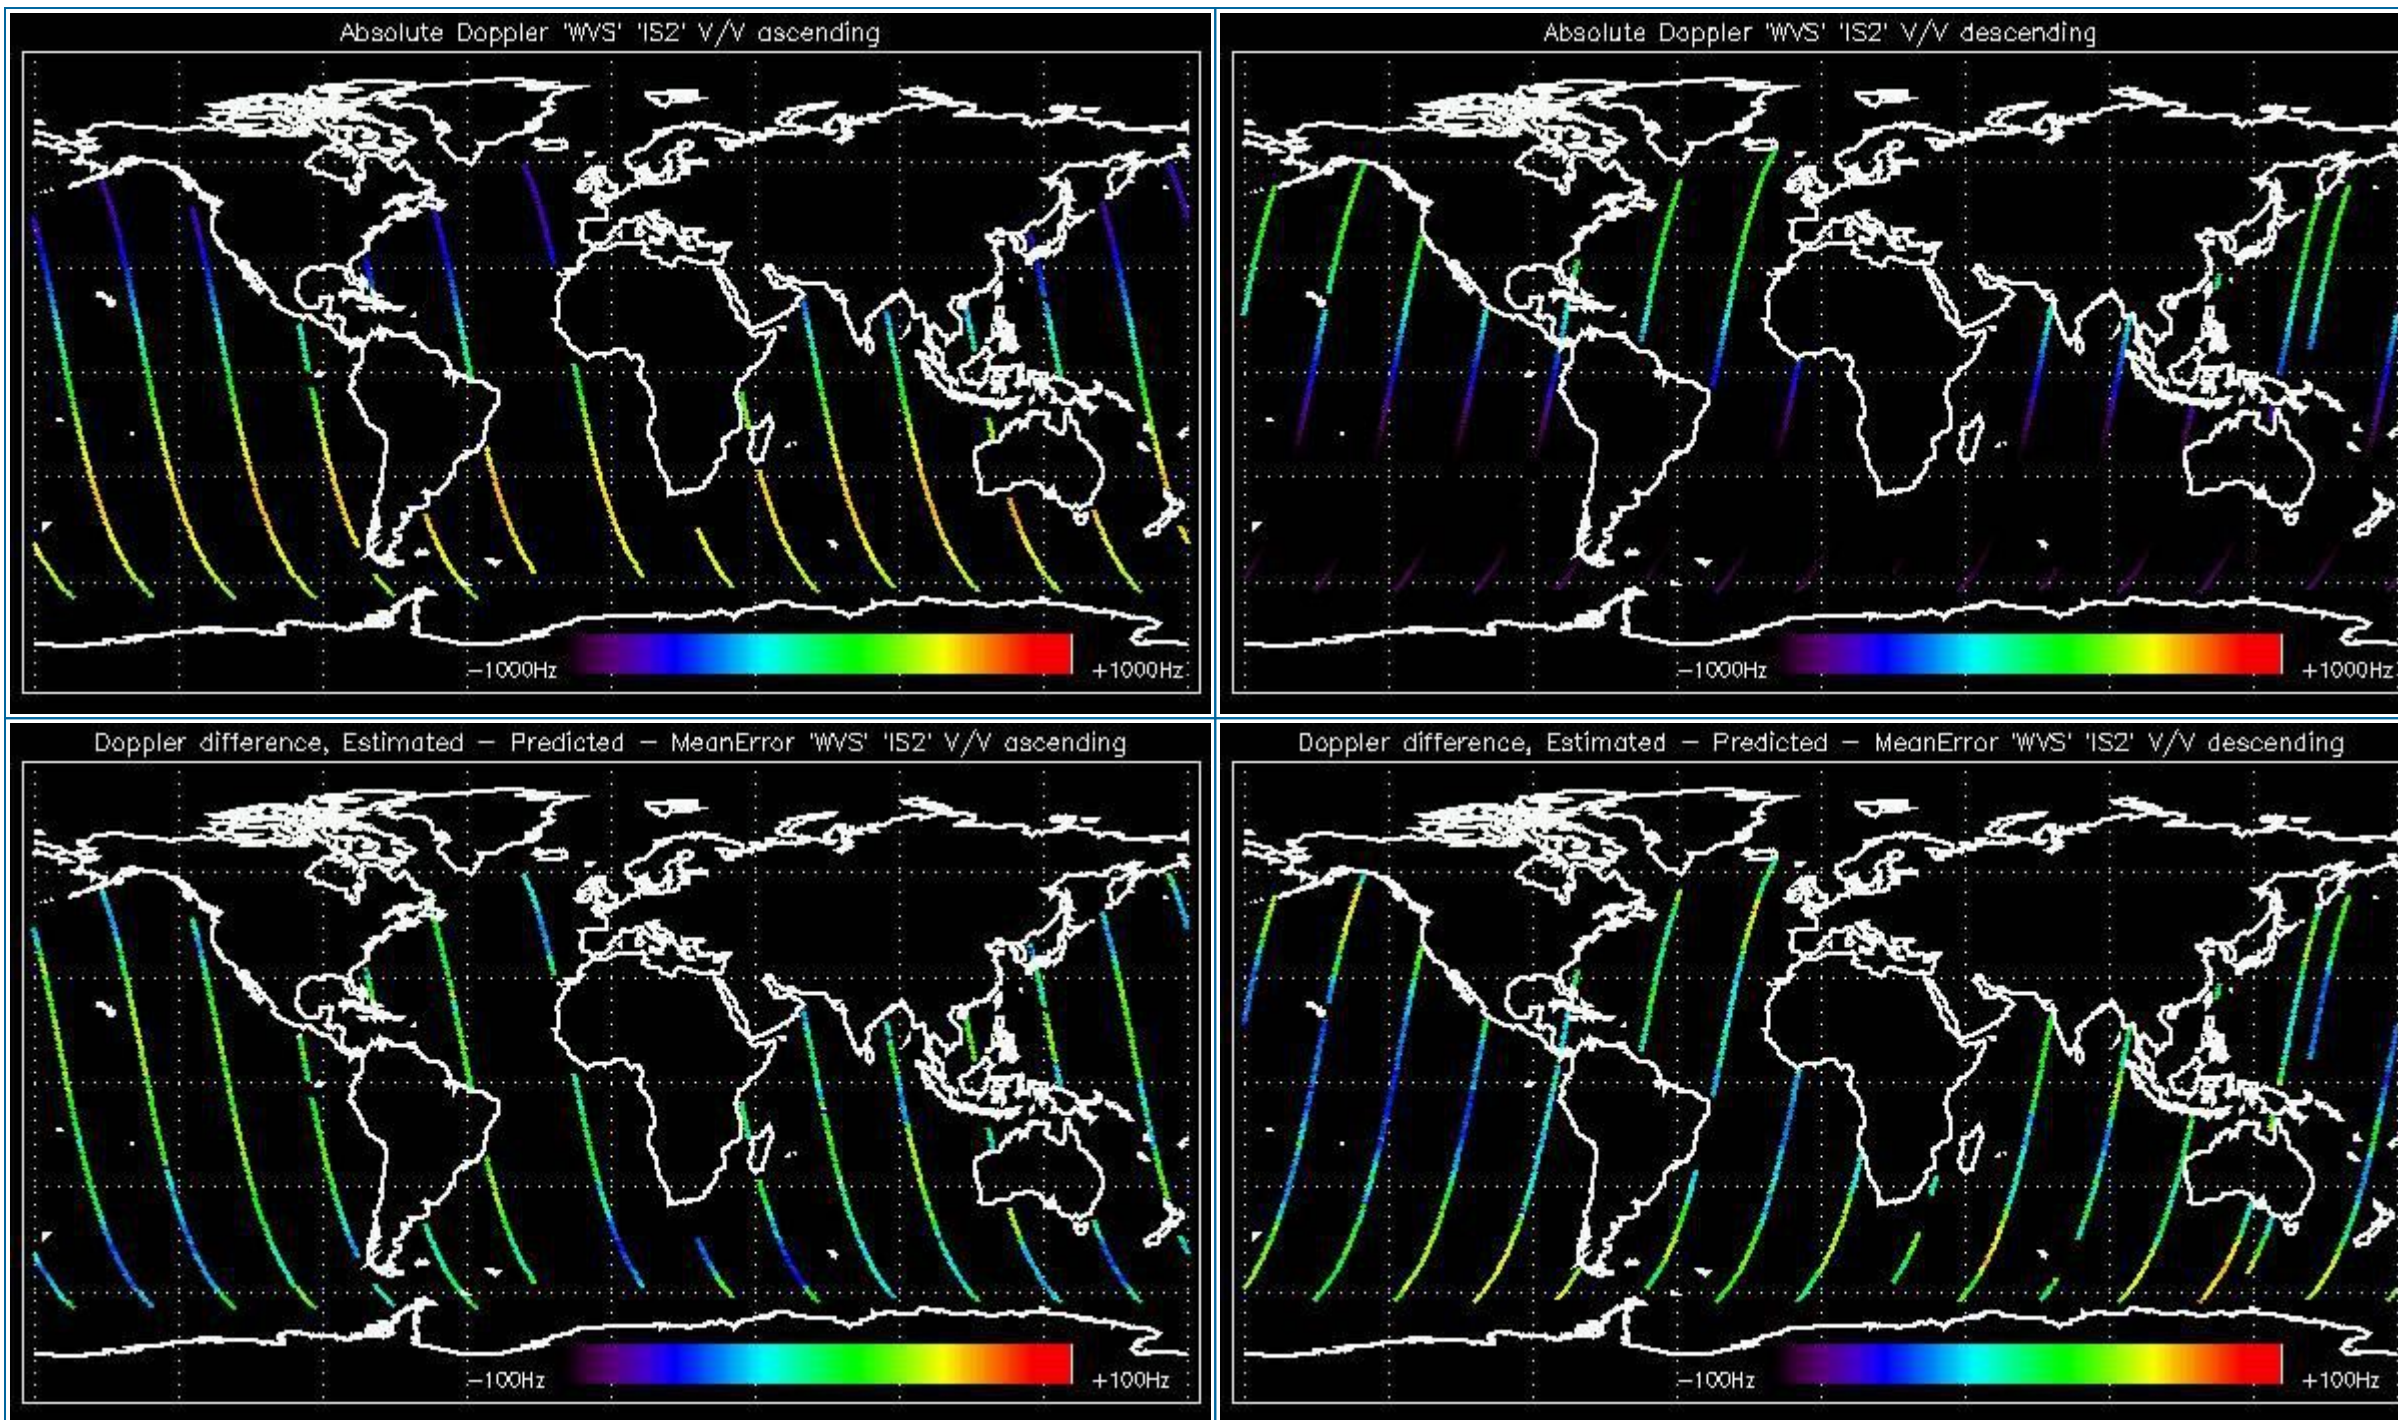 Absolute Doppler 'WVS' 'IS2' V/V ascending
-1000Hz
+1000Hz
Absolute Doppler 'WVS' 'IS2' V/V descending
-1000Hz
+1000Hz
Doppler difference, Estimated - Predicted - MeanError 'WVS' 'IS2' V/V ascending
-100Hz
+100Hz
Doppler difference, Estimated - Predicted - MeanError 'WVS' 'IS2' V/V descending
-100Hz
+100Hz